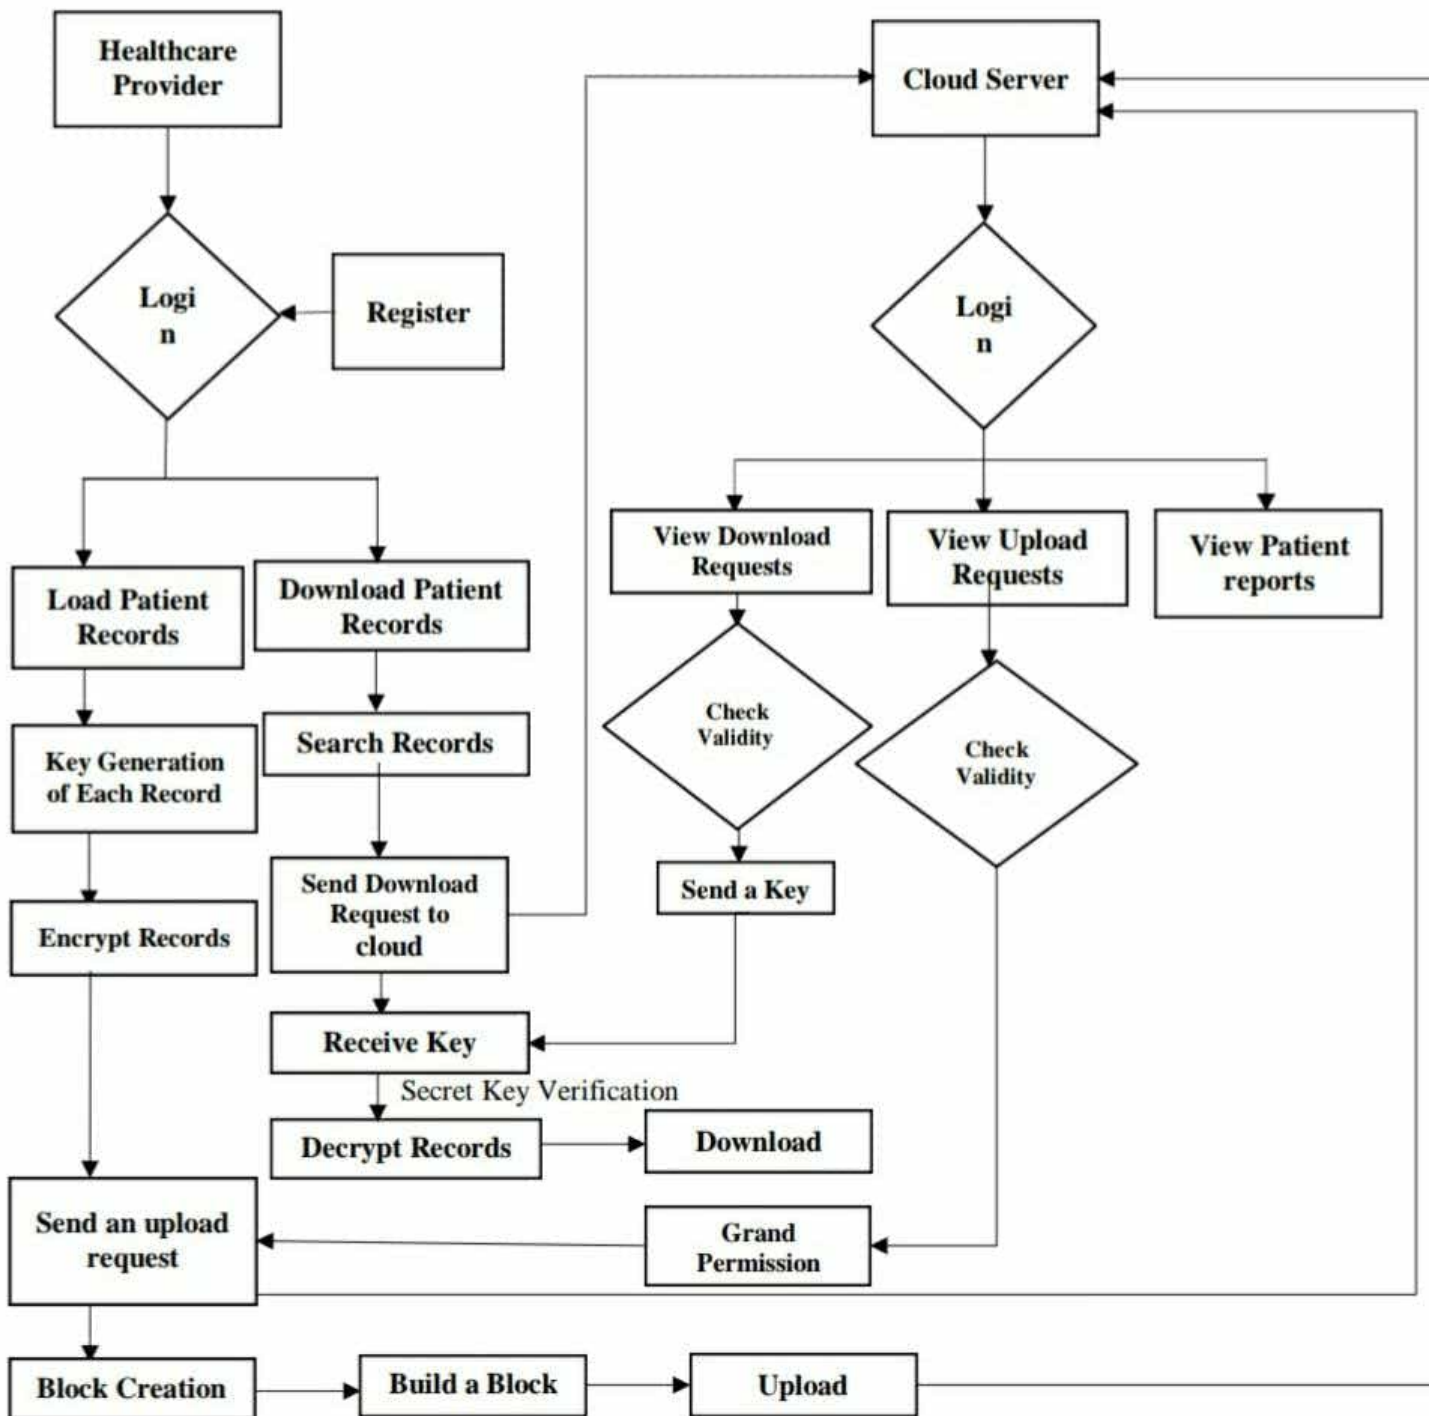 Healthcare
Provider
Cloud Server
Logi
n
Register
Logi
n
View Download
Requests
View Upload
Requests
View Patient
reports
Load Patient
Records
Download Patient
Records
Key Generation
of Each Record
Search Records
Check
Validity
Check
Validity
Send Download
Request to
cloud
Send a Key
Encrypt Records
Receive Key
Secret Key Verification
Decrypt Records
Download
Send an upload
request
Grand
Permission
Block Creation
Build a Block
Upload